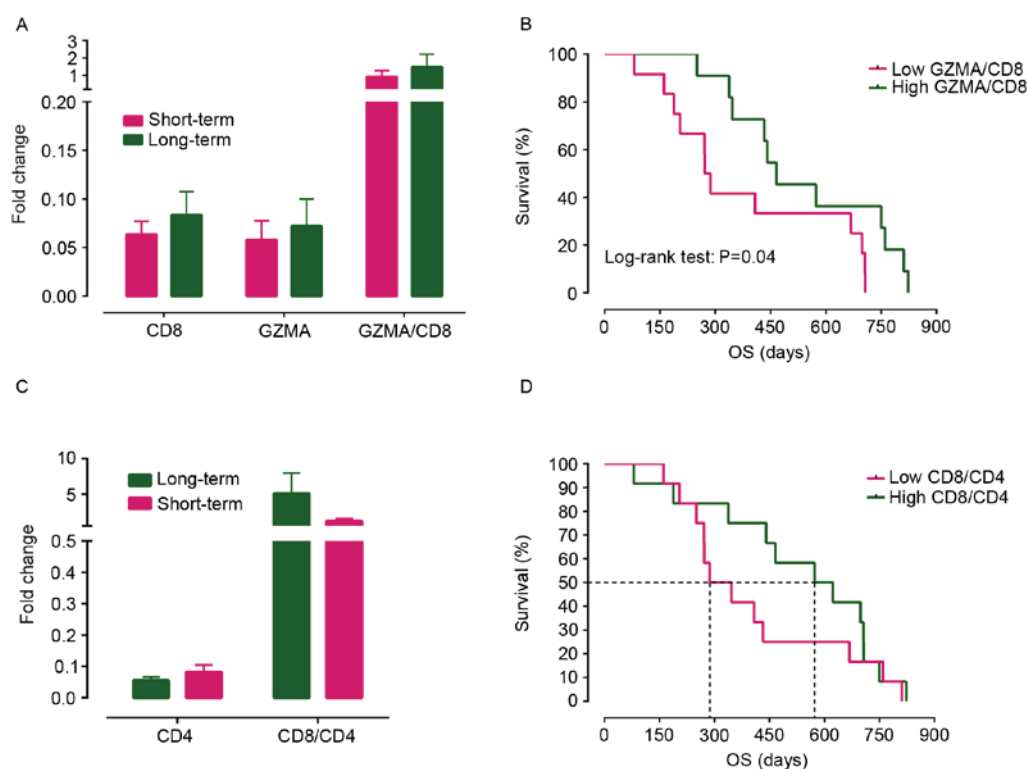 A
Fold change
3
2
1
0.20
0.15
0.10
0.05
0.00
Short-term
Long-term
CD8 GZMA GZMA/CD8
B
Survival (%)
100
80
60
40
20
0
Low GZMA/CD8
High GZMA/CD8
Log-rank test: P=0.04
0 150 300 450 600 750 900
OS (days)
C
Fold change
10
5
0.5
0.4
0.3
0.2
0.1
0.0
Long-term
Short-term
CD4 CD8/CD4
D
Survival (%)
100
90
80
70
60
50
40
30
20
10
0
Low CD8/CD4
High CD8/CD4
0 150 300 450 600 750 900
OS (days)